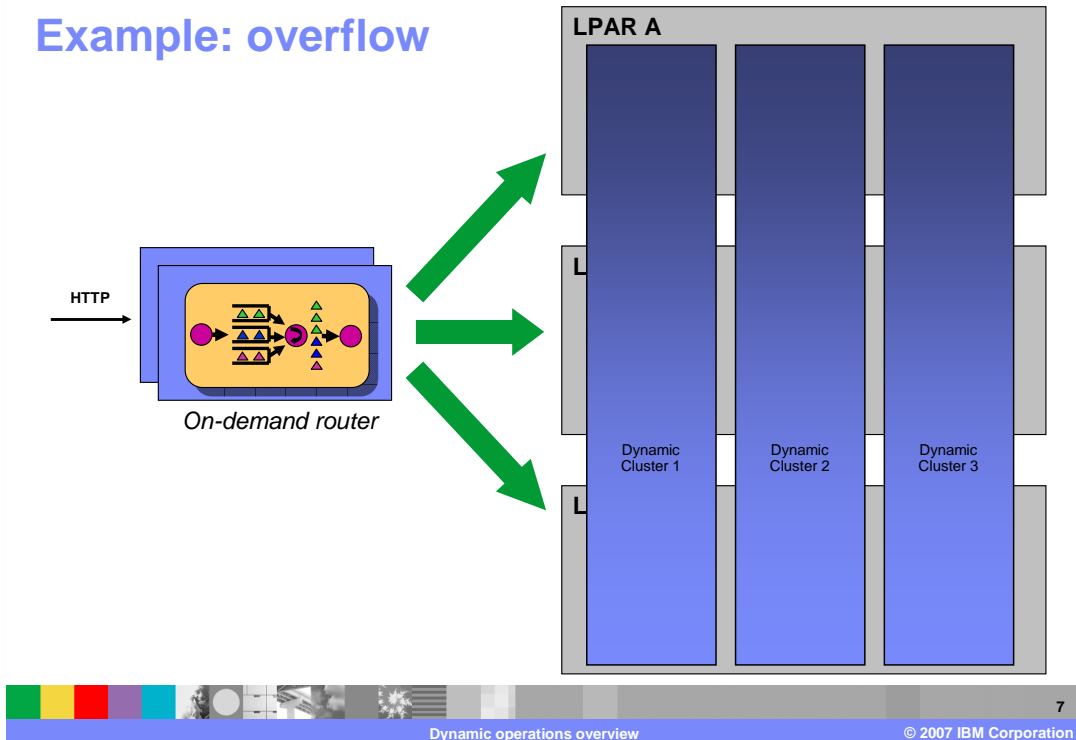 Example: overflow
LPAR A
HTTP
L
On-demand router
Dynamic
Cluster 1
Dynamic
Cluster 2
Dynamic
Cluster 3
L
7
Dynamic operations overview
© 2007 IBM Corporation